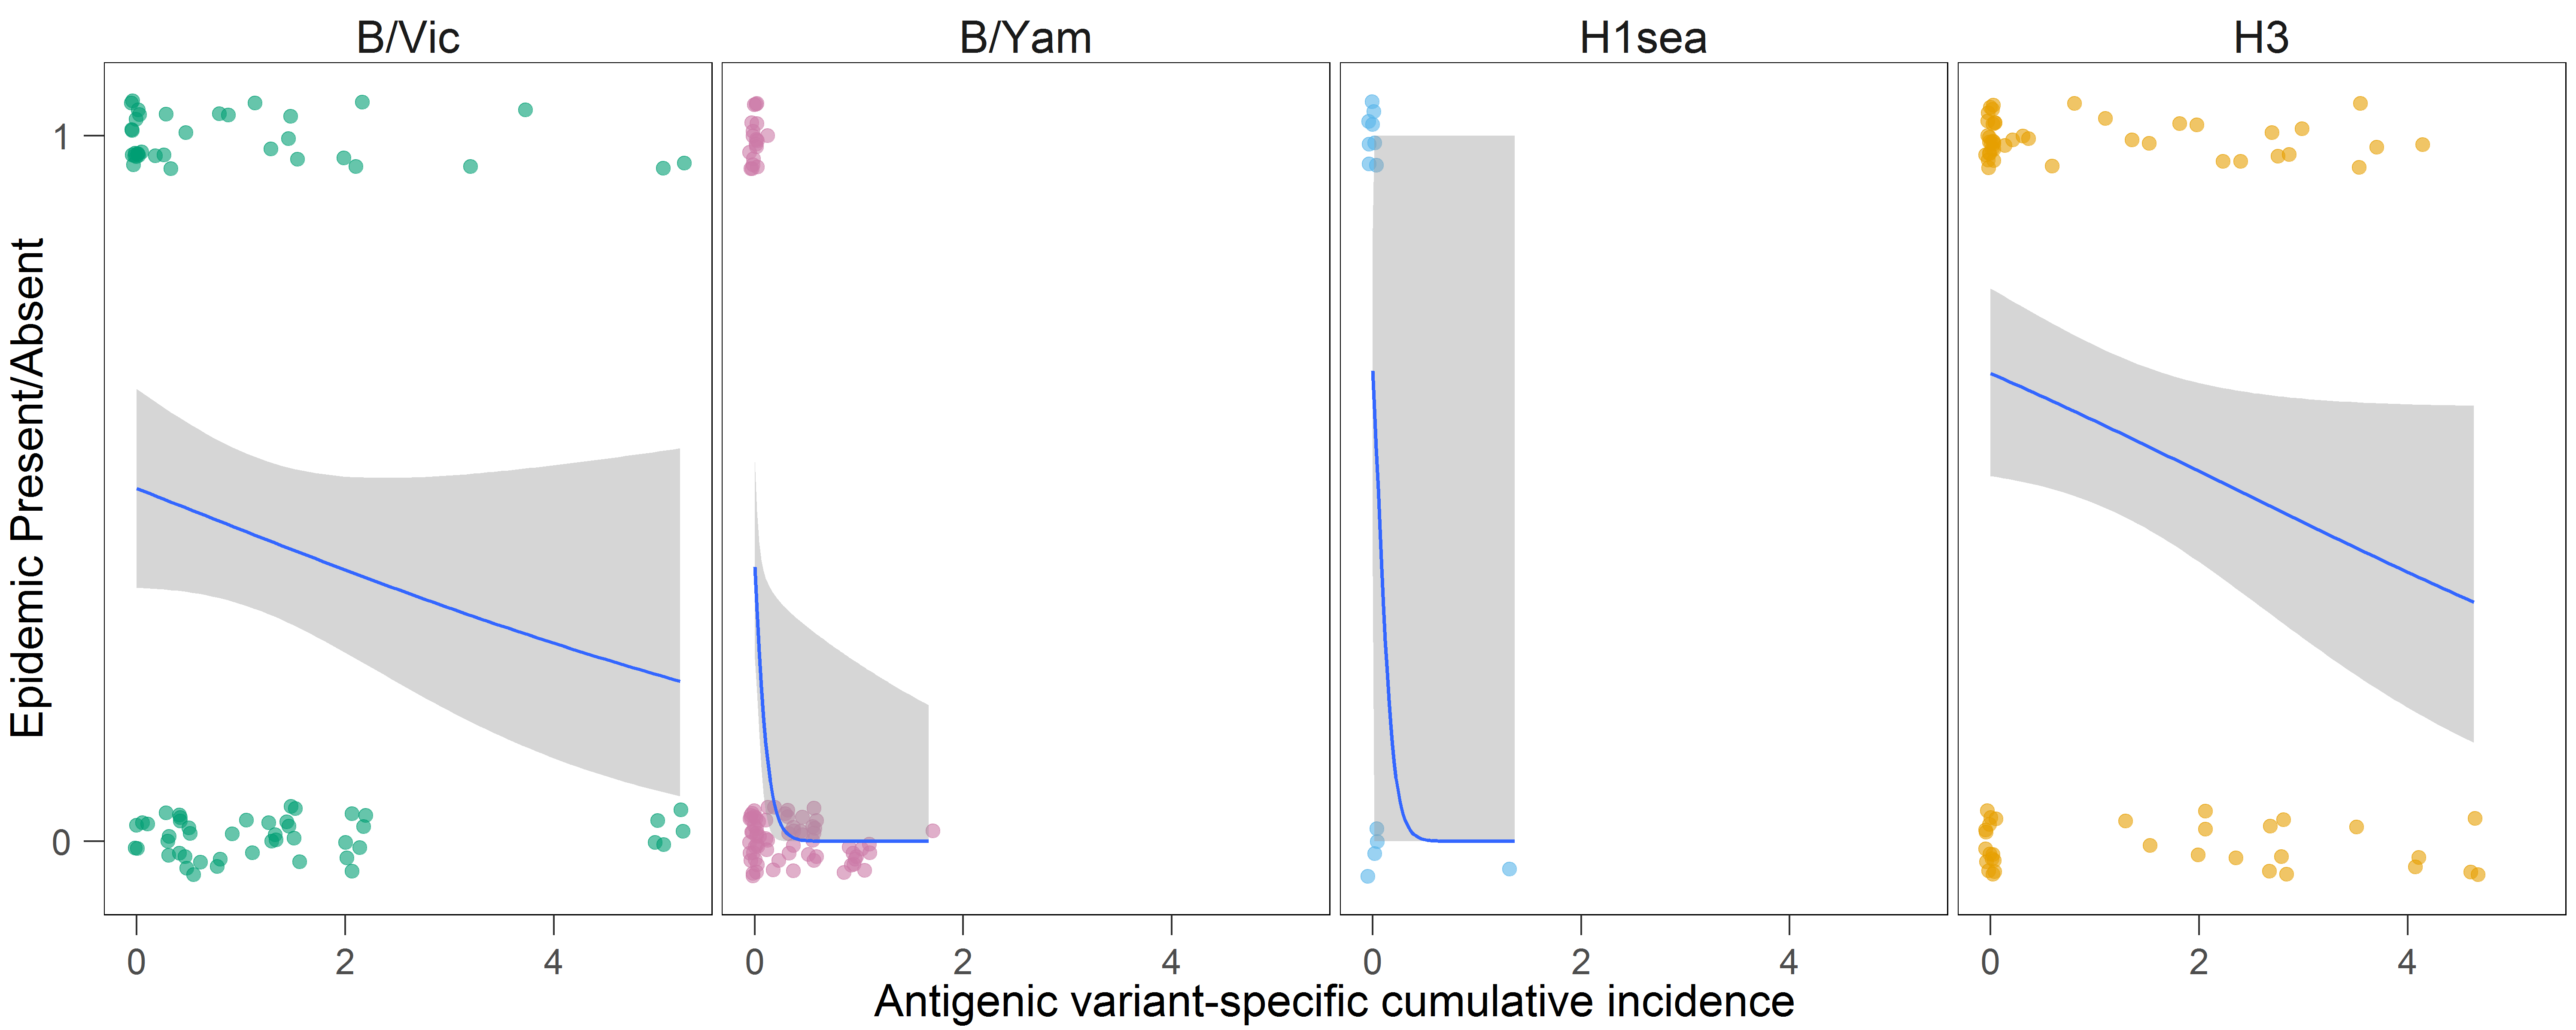 B/Vic B/Yam H1sea H3
Epidemic Present/Absent
1
0
0 2 4 0 2 4 0 2 4 0 2 4
Antigenic variant-specific cumulative incidence